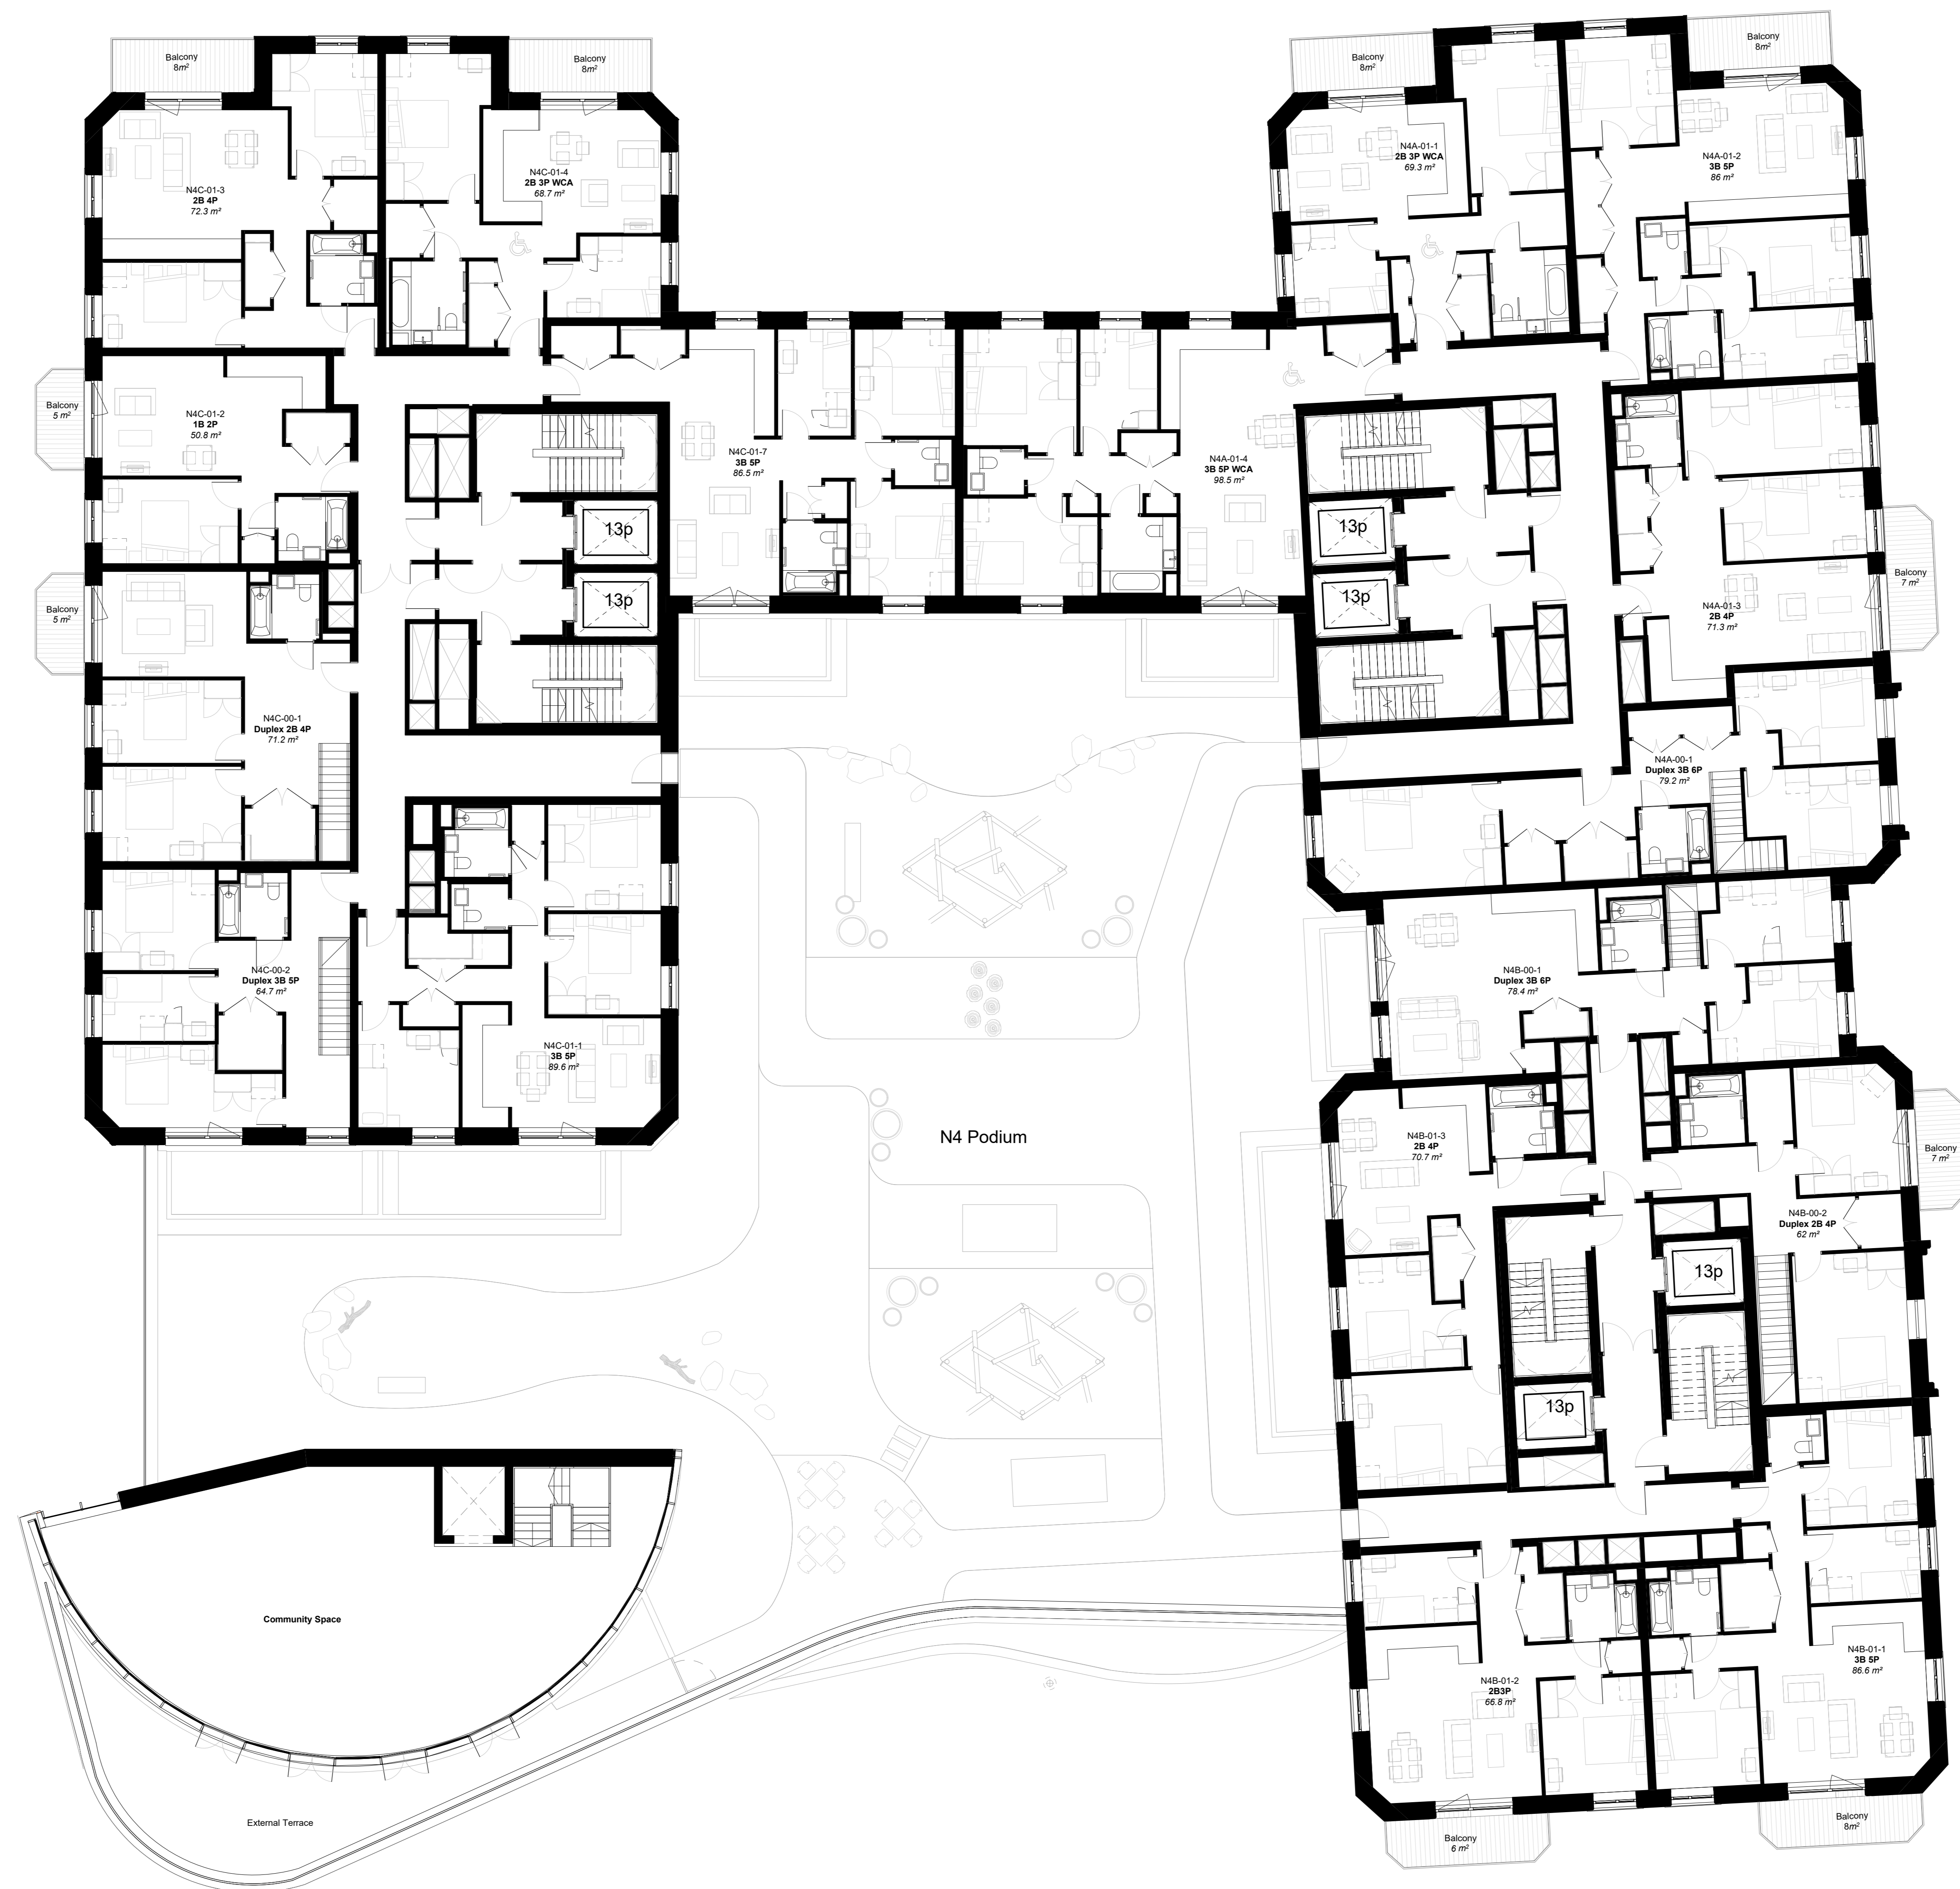 Balcony
8m²
Balcony
8m²
Balcony
8m²
Balcony
8m²
N4C-01-3
2B 4P
72.3 m²
N4C-01-4
2B 3P WCA
68.7 m²
N4A-01-1
2B 3P WCA
69.3 m²
N4A-01-2
3B 5P
86 m²
Balcony
5 m²
N4C-01-2
1B 2P
50.8 m²
N4C-01-7
3B 5P
86.5 m²
N4A-01-4
3B 5P WCA
98.5 m²
13p
13p
13p
13p
Balcony
5 m²
Balcony
7 m²
N4A-01-3
2B 4P
71.3 m²
N4C-00-1
Duplex 2B 4P
71.2 m²
N4A-00-1
Duplex 3B 6P
79.2 m²
N4C-00-2
Duplex 3B 5P
64.7 m²
N4B-00-1
Duplex 3B 6P
78.4 m²
N4C-01-1
3B 5P
89.6 m²
N4 Podium
N4B-01-3
2B 4P
70.7 m²
Balcony
7 m²
N4B-00-2
Duplex 2B 4P
62 m²
13p
13p
Community Space
N4B-01-1
3B 5P
86.6 m²
N4B-01-2
2B3P
66.8 m²
External Terrace
Balcony
6 m²
Balcony
8m²